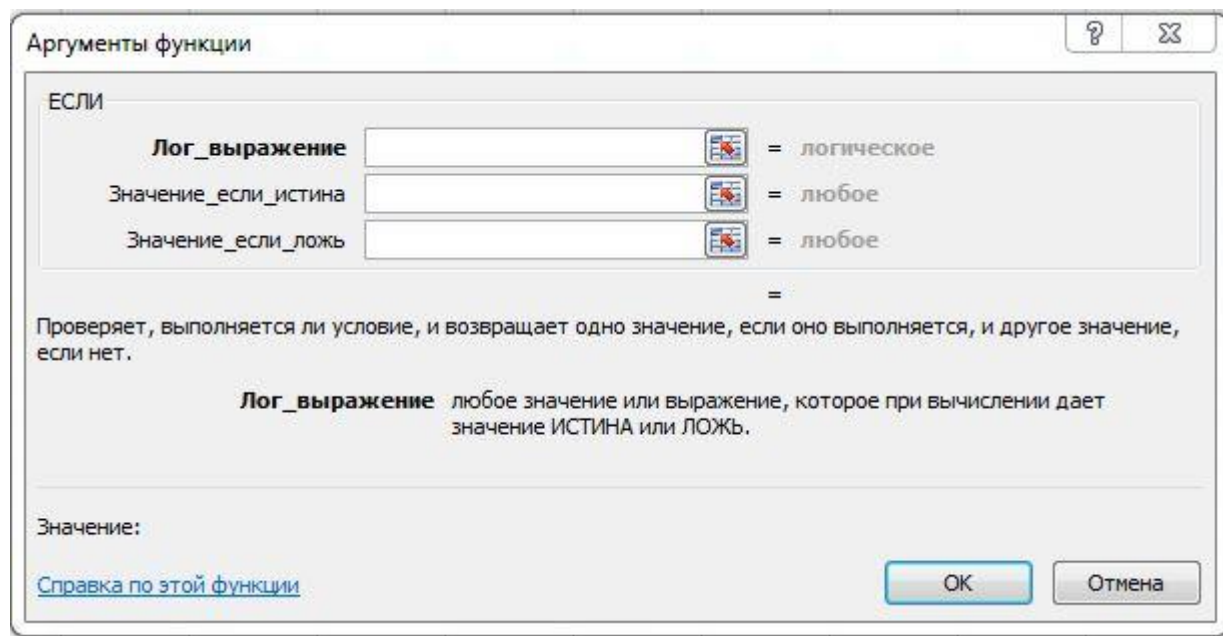 Аргументы функции
ЕСЛИ
Лог_выражение = логическое
Значение_если_истина = любое
Значение_если_ложь = любое
=
Проверяет, выполняется ли условие, и возвращает одно значение, если оно выполняется, и другое значение,
если нет.
Лог_выражение любое значение или выражение, которое при вычислении дает
значение ИСТИНА или ЛОЖЬ.
Значение:
Справка по этой функции
ОК
Отмена